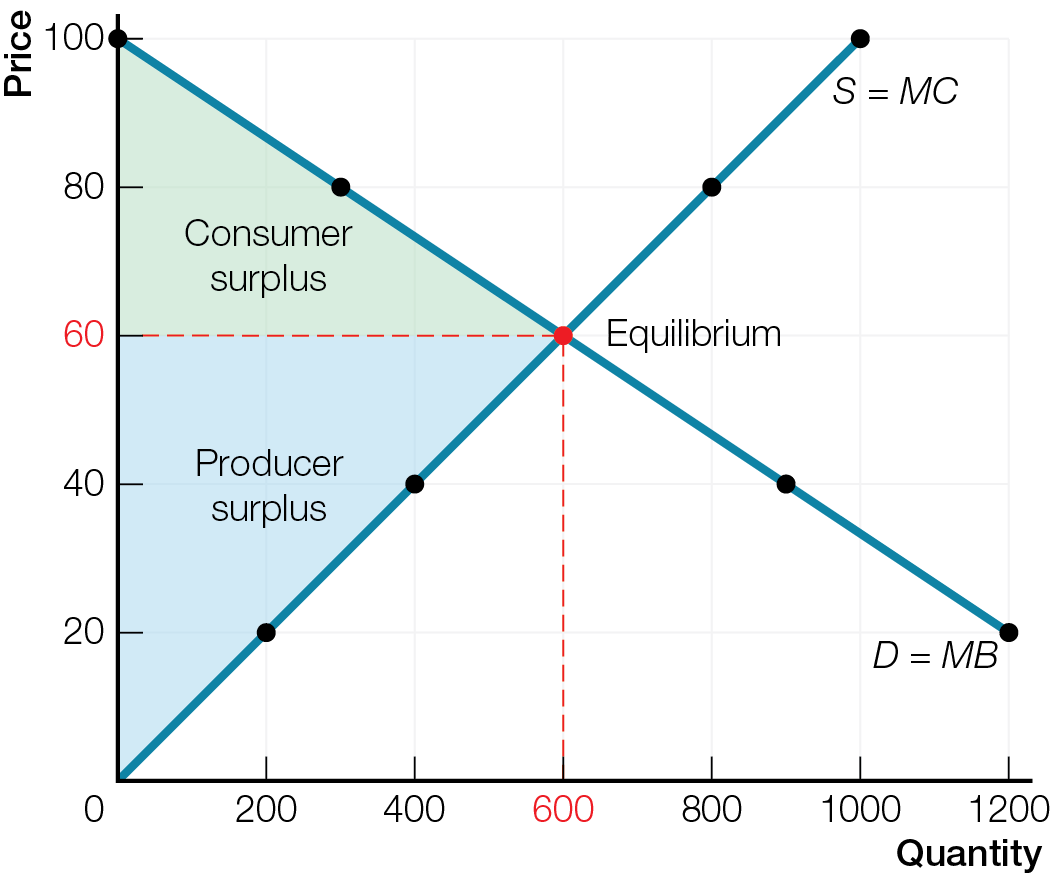 Price
100
S = MC
80
Consumer
surplus
60
Equilibrium
Producer
surplus
40
20
D = MB
0 200 400 600 800 1000 1200
Quantity